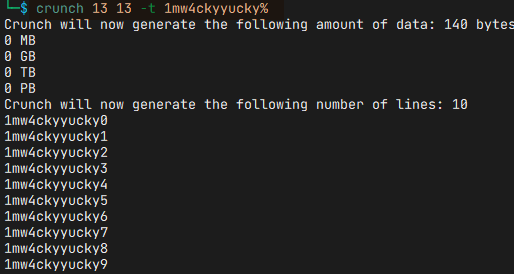 └─$ crunch 13 13 -t 1mw4ckyyucky%
Crunch will now generate the following amount of data: 140 bytes
0 MB
0 GB
0 TB
0 PB
Crunch will now generate the following number of lines: 10
1mw4ckyyucky0
1mw4ckyyucky1
1mw4ckyyucky2
1mw4ckyyucky3
1mw4ckyyucky4
1mw4ckyyucky5
1mw4ckyyucky6
1mw4ckyyucky7
1mw4ckyyucky8
1mw4ckyyucky9